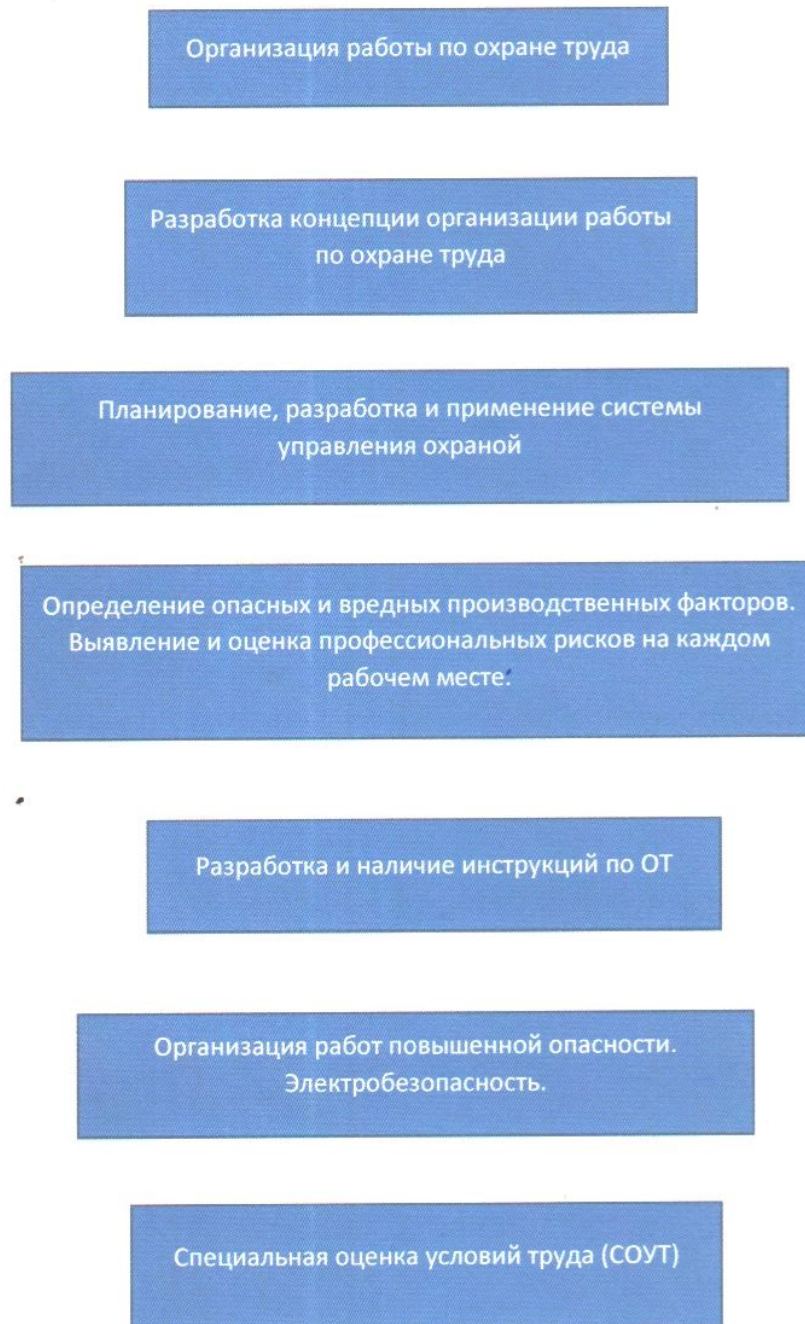 Организация работы по охране труда
Разработка концепции организации работы
по охране труда
Планирование, разработка и применение системы
управления охраной
Определение опасных и вредных производственных факторов.
Выявление и оценка профессиональных рисков на каждом
рабочем месте.
Разработка и наличие инструкций по ОТ
Организация работ повышенной опасности.
Электробезопасность.
Специальная оценка условий труда (СОУТ)